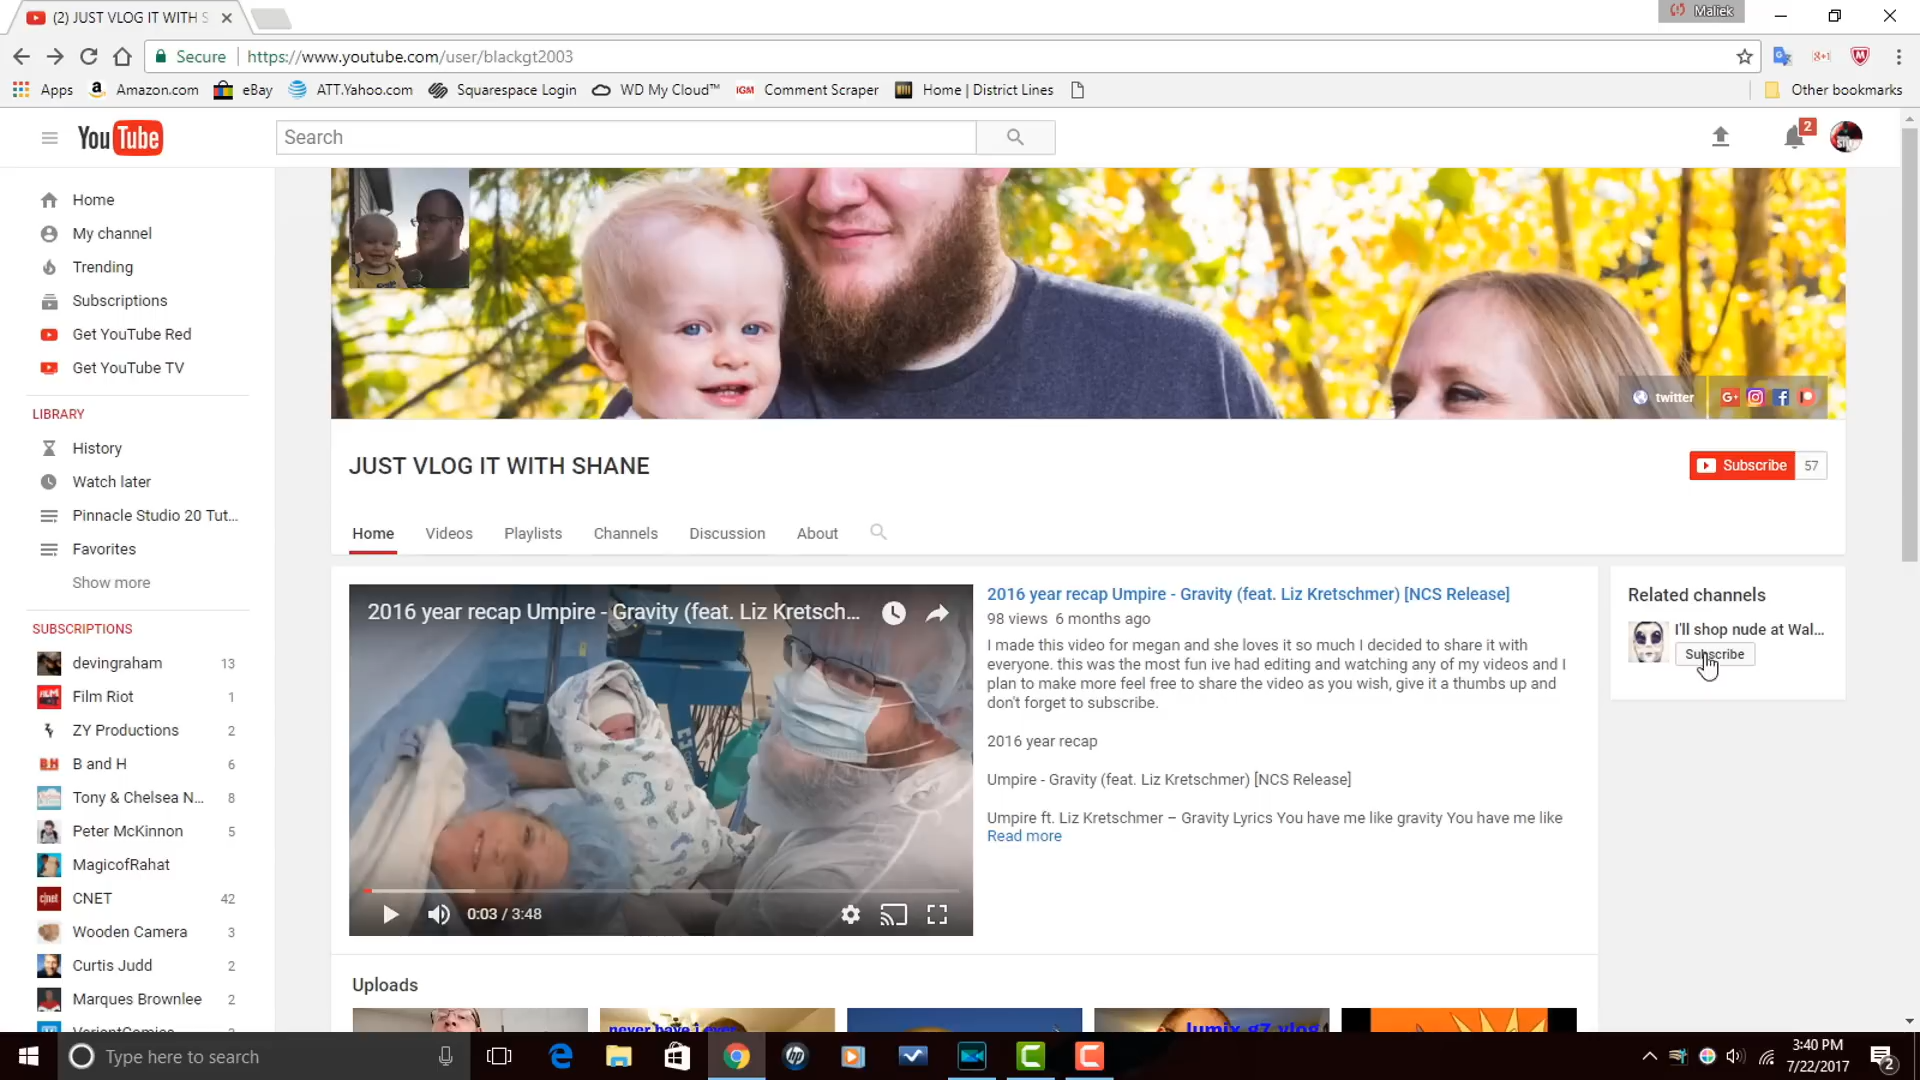 (2) JUST VLOG IT WITH S
Maliek
Secure https://www.youtube.com/user/blackgt2003
Apps Amazon.com eBay ATT.Yahoo.com Squarespace Login WD My Cloud™ IGM Comment Scraper Home | District Lines Other bookmarks
YouTube
Search
2
Home
My channel
Trending
Subscriptions
Get YouTube Red
Get YouTube TV
LIBRARY
History
Watch later
Pinnacle Studio 20 Tut...
Favorites
Show more
SUBSCRIPTIONS
devingraham 13
Film Riot 1
ZY Productions 2
B and H 6
Tony & Chelsea N... 8
Peter McKinnon 5
MagicofRahat
CNET 42
Wooden Camera 3
Curtis Judd 2
Marques Brownlee 2
twitter
JUST VLOG IT WITH SHANE
Subscribe 57
Home Videos Playlists Channels Discussion About
2016 year recap Umpire - Gravity (feat. Liz Kretsch...
0:03 / 3:48
2016 year recap Umpire - Gravity (feat. Liz Kretschmer) [NCS Release]
98 views 6 months ago
I made this video for megan and she loves it so much I decided to share it with
everyone. this was the most fun ive had editing and watching any of my videos and I
plan to make more feel free to share the video as you wish, give it a thumbs up and
don't forget to subscribe.
2016 year recap
Umpire - Gravity (feat. Liz Kretschmer) [NCS Release]
Umpire ft. Liz Kretschmer – Gravity Lyrics You have me like gravity You have me like
Read more
Related channels
I'll shop nude at Wal...
Subscribe
Uploads
never have i ever
lumix g7 vlog
Type here to search
3:40 PM
7/22/2017
2